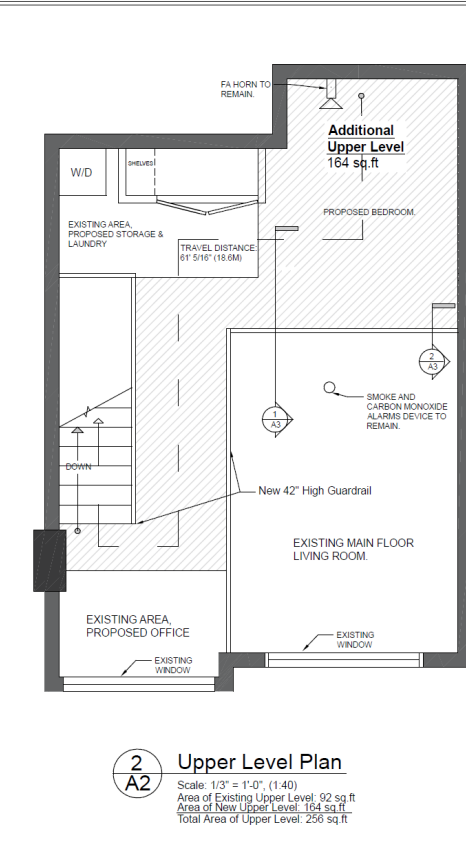 FA HORN TO
REMAIN.
Additional
Upper Level
164 sq.ft
W/D
SHELVES
PROPOSED BEDROOM.
EXISTING AREA,
PROPOSED STORAGE &
LAUNDRY
TRAVEL DISTANCE:
61' 5/16" (18.6M)
2
A3
1
A3
SMOKE AND
CARBON MONOXIDE
ALARMS DEVICE TO
REMAIN.
DOWN
New 42" High Guardrail
EXISTING MAIN FLOOR
LIVING ROOM.
EXISTING AREA,
PROPOSED OFFICE
EXISTING
WINDOW
EXISTING
WINDOW
2
A2
Upper Level Plan
Scale: 1/3" = 1'-0", (1:40)
Area of Existing Upper Level: 92 sq.ft
Area of New Upper Level: 164 sq.ft
Total Area of Upper Level: 256 sq.ft